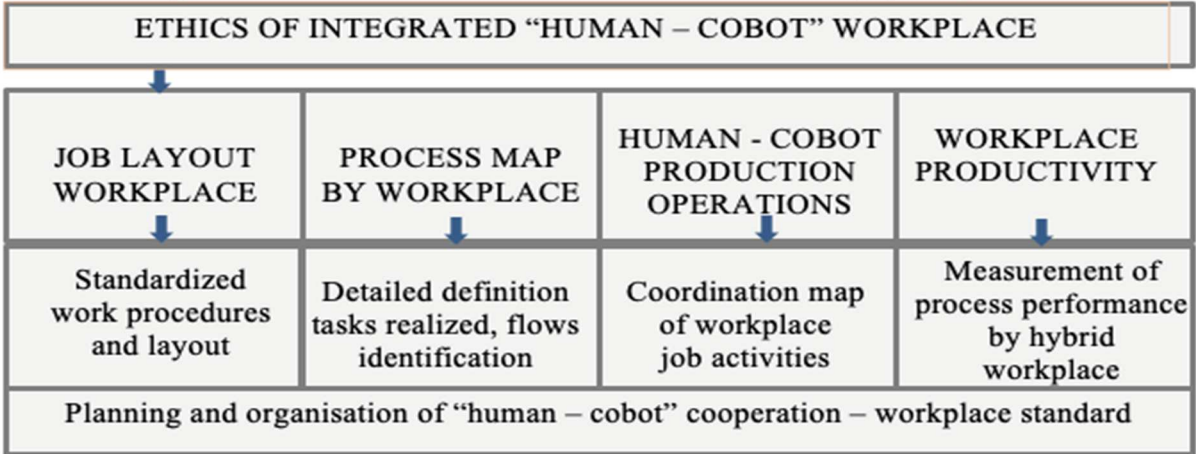 ETHICS OF INTEGRATED “HUMAN – COBOT” WORKPLACE
JOB LAYOUT
WORKPLACE
PROCESS MAP
BY WORKPLACE
HUMAN - COBOT
PRODUCTION
OPERATIONS
WORKPLACE
PRODUCTIVITY
Standardized
work procedures
and layout
Detailed definition
tasks realized, flows
identification
Coordination map
of workplace
job activities
Measurement of
process performance
by hybrid
workplace
Planning and organisation of “human – cobot” cooperation – workplace standard